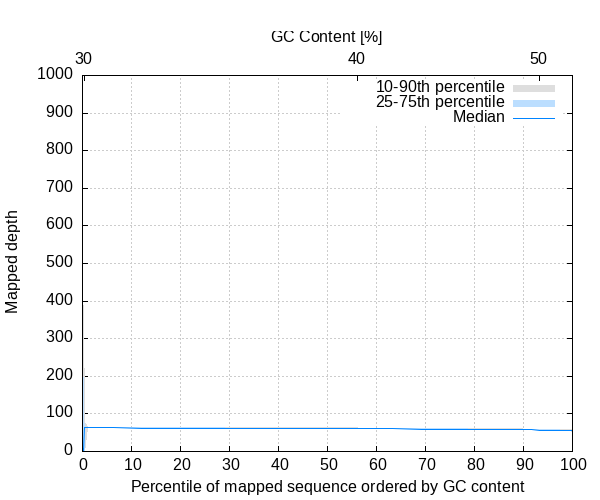 GC Content [%]
30 40 50
10-90th percentile
25-75th percentile
Median
1000
900
800
700
600
500
400
300
200
100
0
Mapped depth
0 10 20 30 40 50 60 70 80 90 100
Percentile of mapped sequence ordered by GC content